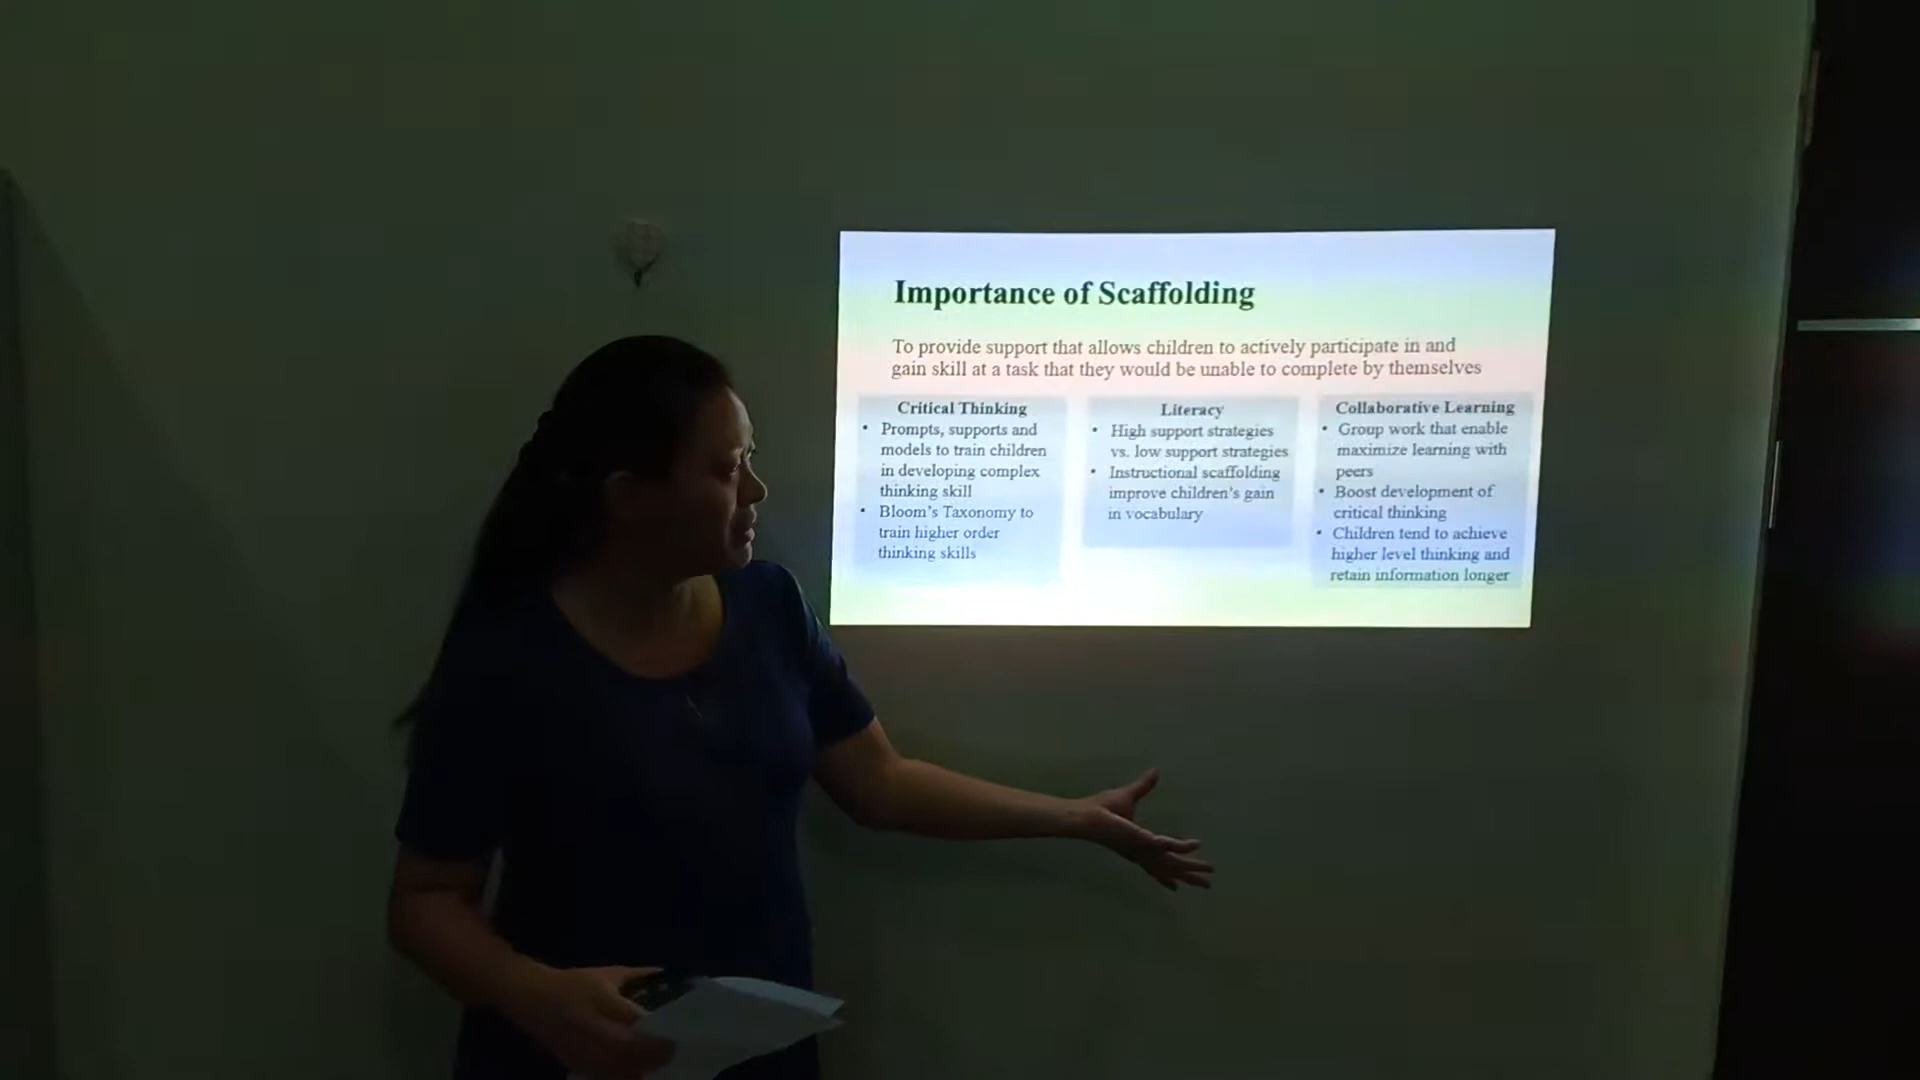 Importance of Scaffolding
To provide support that allows children to actively participate in and
gain skill at a task that they would be unable to complete by themselves
Critical Thinking
• Prompts, supports and
models to train children
in developing complex
thinking skill
• Bloom's Taxonomy to
train higher order
thinking skills
Literacy
• High support strategies
vs. low support strategies
• Instructional scaffolding
improve children's gain
in vocabulary
Collaborative Learning
• Group work that enable
maximize learning with
peers
• Boost development of
critical thinking
• Children tend to achieve
higher level thinking and
retain information longer